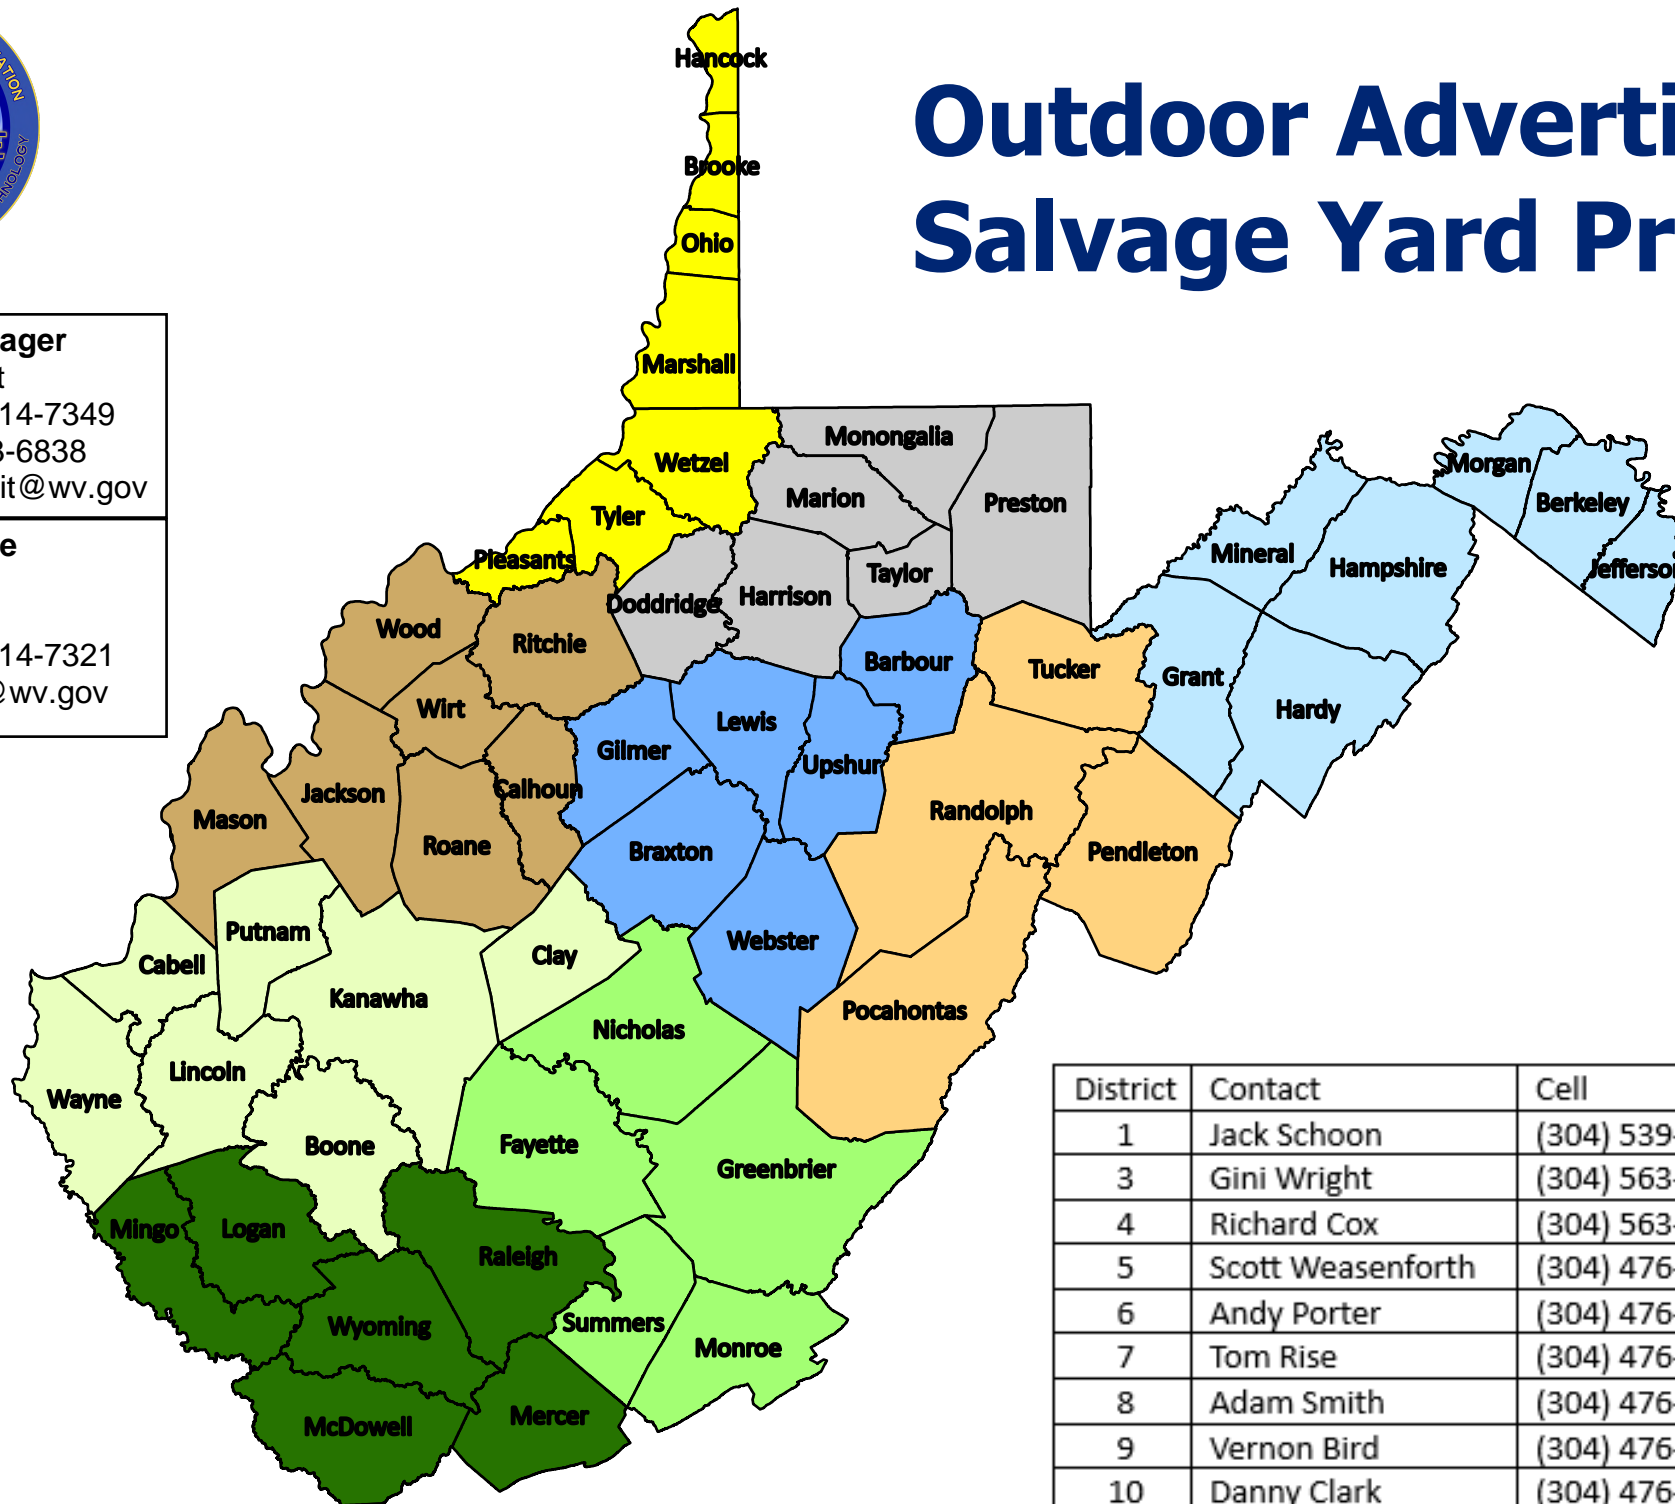 Outdoor Adverti
Salvage Yard Pr
ATION
HNOLOGY
ager
t
14-7349
3-6838
it@wv.gov
e
14-7321
@wv.gov
Hancock
Brooke
Ohio
Marshall
Wetzel
Monongalia
Marion
Preston
Tyler
Pleasants
Doddridge
Harrison
Taylor
Morgan
Berkeley
Jefferson
Mineral
Hampshire
Wood
Ritchie
Barbour
Tucker
Grant
Hardy
Wirt
Lewis
Gilmer
Upshur
Calhoun
Jackson
Mason
Roane
Braxton
Randolph
Pendleton
Putnam
Cabell
Clay
Webster
Kanawha
Nicholas
Pocahontas
Lincoln
Wayne
Boone
Fayette
Greenbrier
Mingo
Logan
Raleigh
Wyoming
Summers
Monroe
McDowell
Mercer
District Contact Cell
1 Jack Schoon (304) 539-
3 Gini Wright (304) 563-
4 Richard Cox (304) 563-
5 Scott Weasenforth (304) 476-
6 Andy Porter (304) 476-
7 Tom Rise (304) 476-
8 Adam Smith (304) 476-
9 Vernon Bird (304) 476-
10 Danny Clark (304) 476-